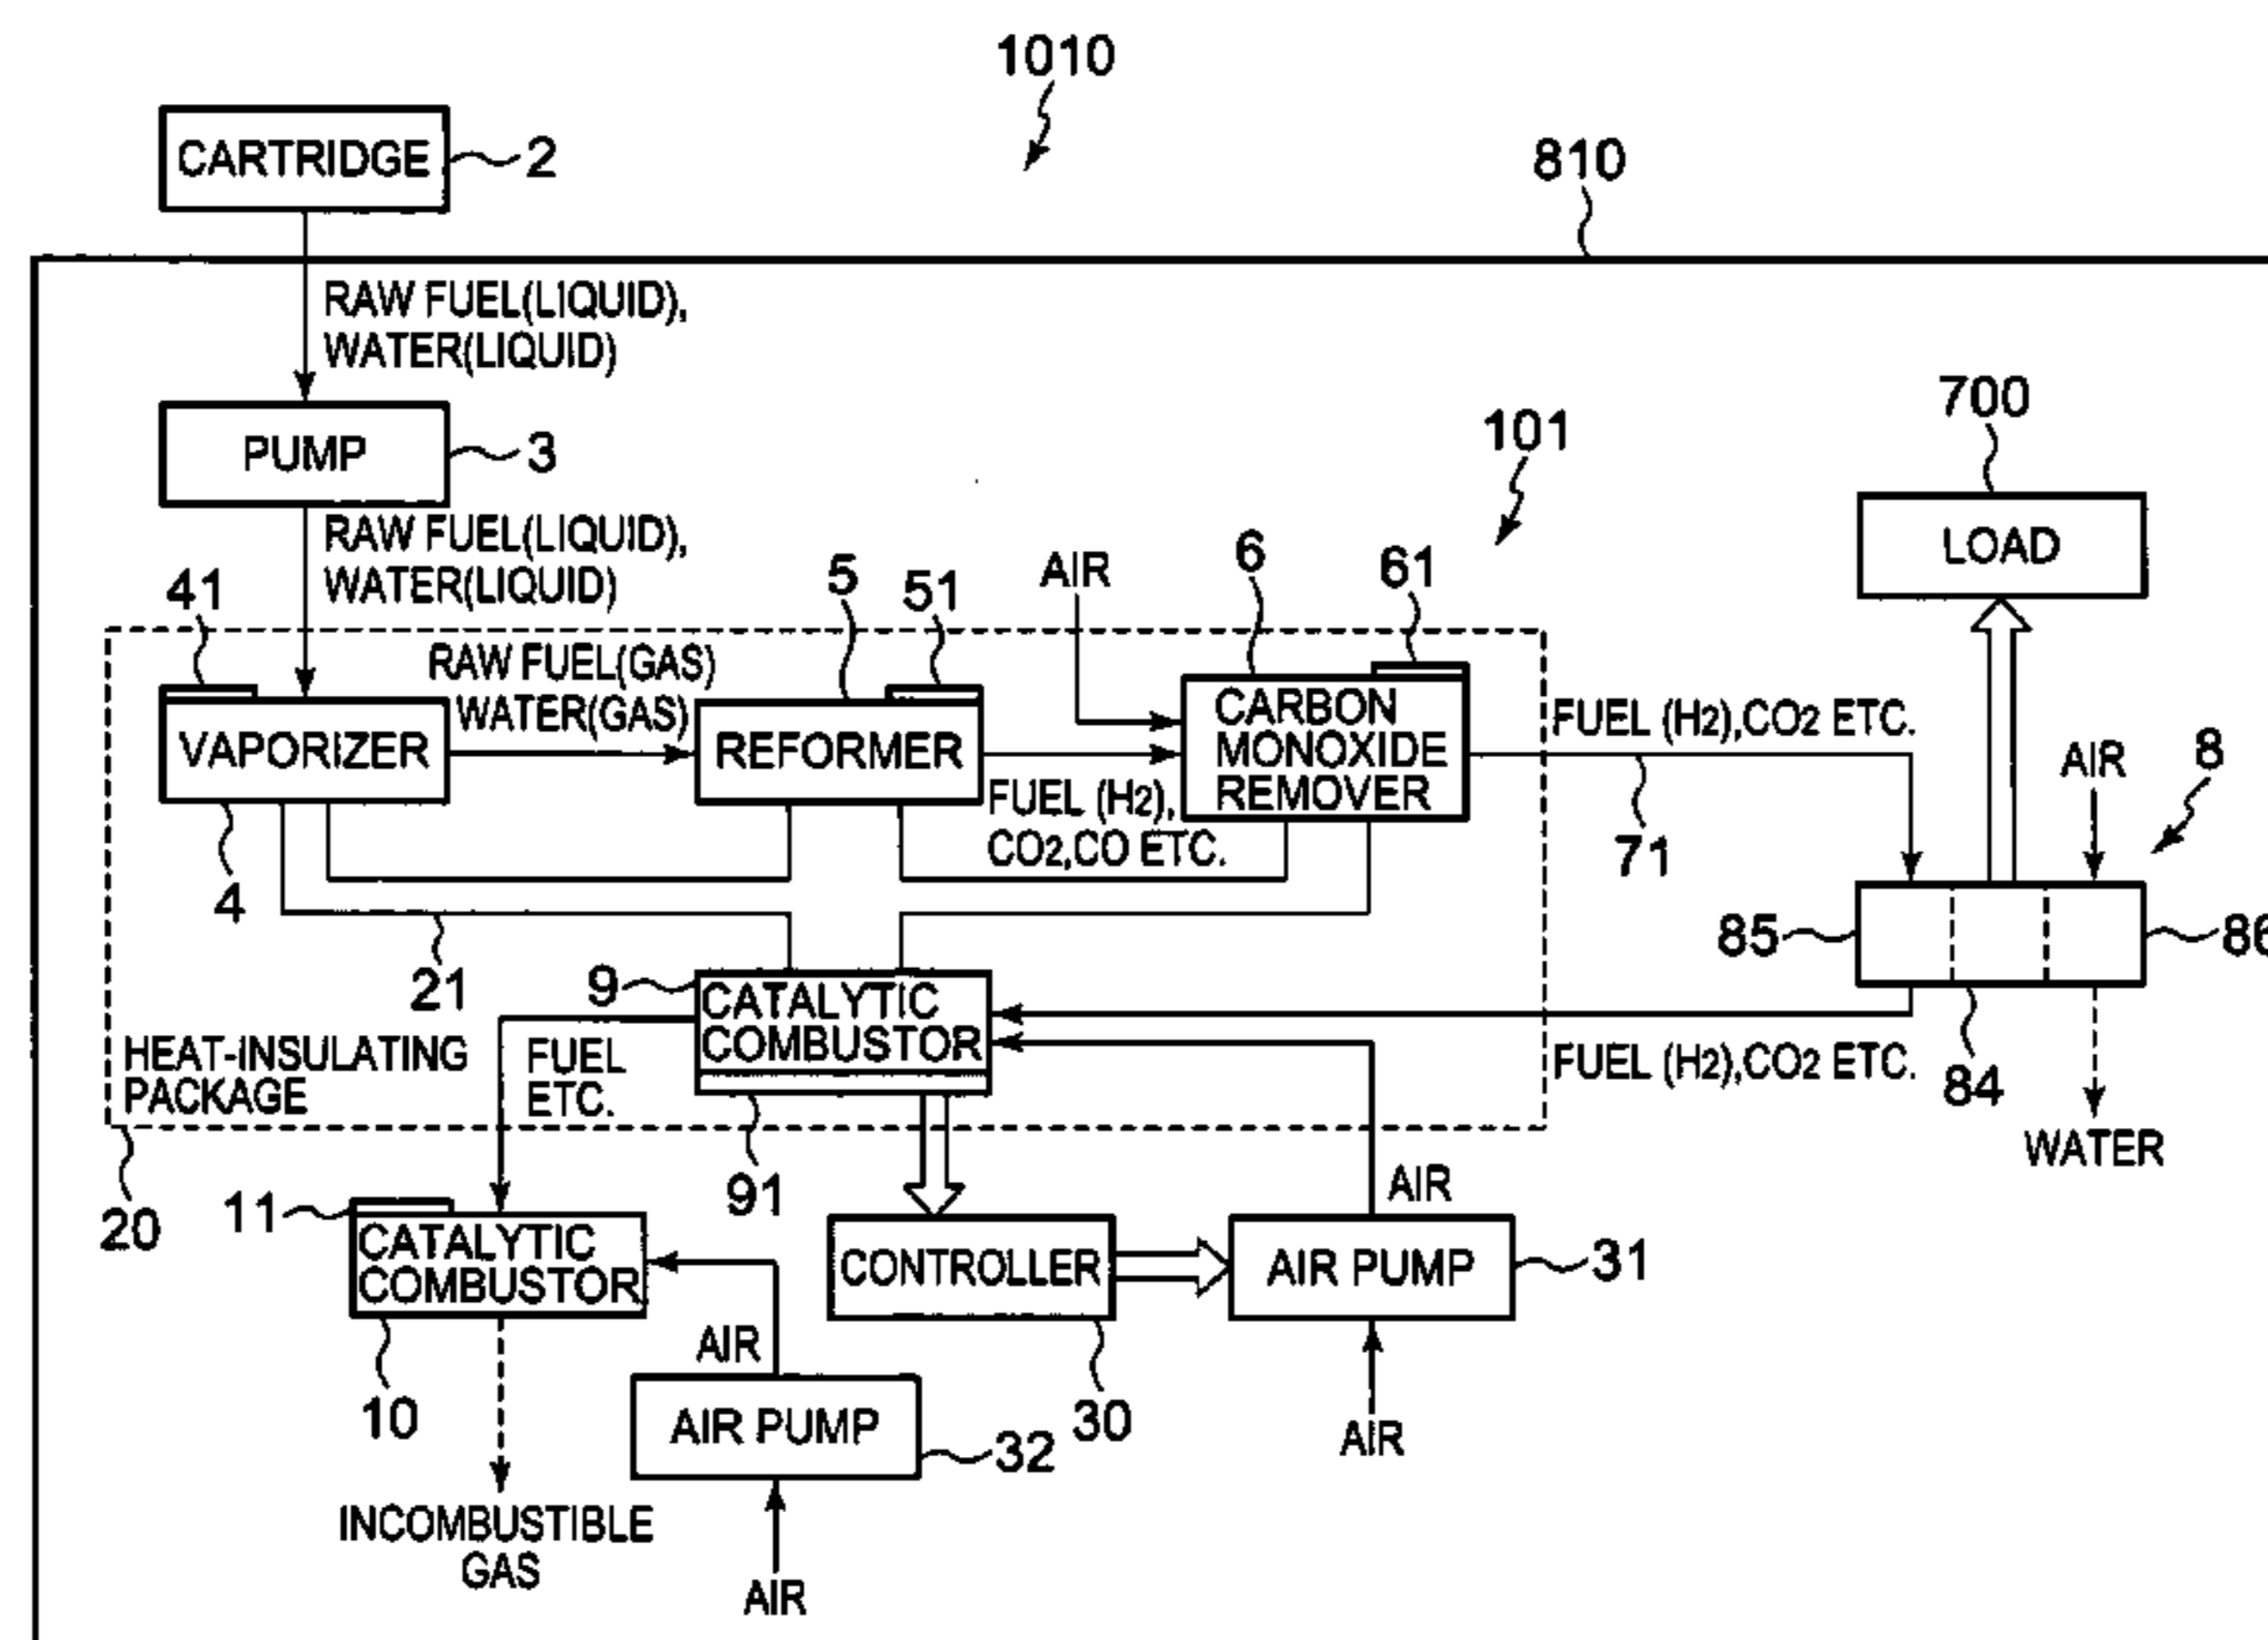 1010
CARTRIDGE
2
810
RAW FUEL(LIQUID),
WATER(LIQUID)
PUMP
3
700
LOAD
101
RAW FUEL(LIQUID),
WATER(LIQUID)
41
5
51
AIR
6
61
RAW FUEL(GAS)
WATER(GAS)
VAPORIZER
REFORMER
CARBON
MONOXIDE
REMOVER
FUEL (H2),CO2 ETC.
AIR
8
FUEL (H2),
CO2,CO ETC.
71
4
21
85
86
9
CATALYTIC
COMBUSTOR
HEAT-INSULATING
PACKAGE
FUEL
ETC.
FUEL (H2),CO2 ETC.
84
WATER
20
11
91
AIR
CATALYTIC
COMBUSTOR
CONTROLLER
AIR PUMP
31
10
AIR
AIR PUMP
32
30
AIR
INCOMBUSTIBLE
GAS
AIR